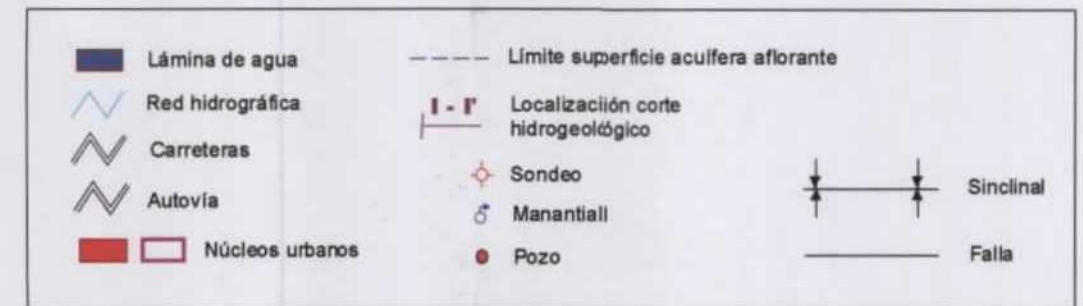 Lámina de agua
Red hidrográfica
Carreteras
Autovía
Núcleos urbanos
Límite superficie acuífera aflorante
I - I'
Localizaciión corte
hidrogeológico
Sondeo
Manantiall
Pozo
Sinclinal
Falla